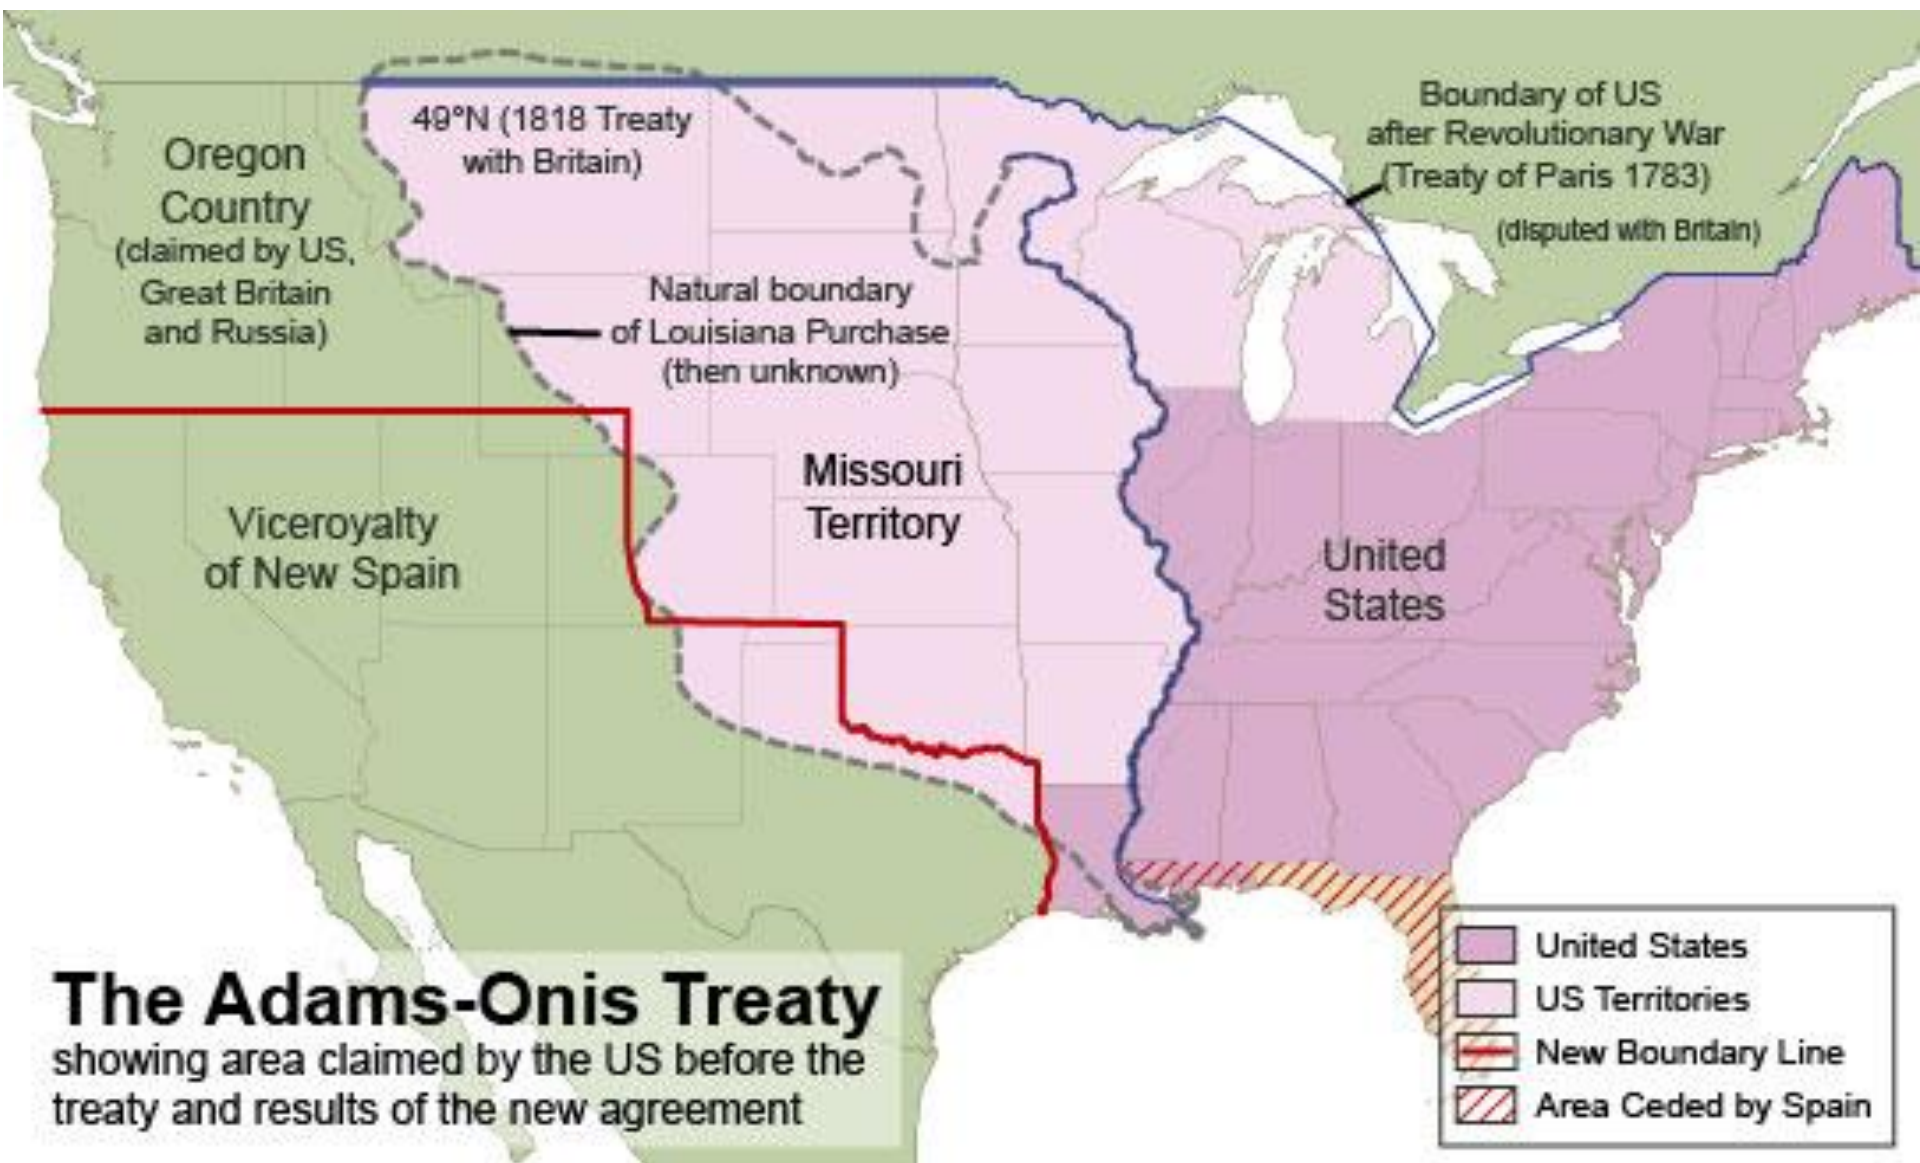 49°N (1818 Treaty
with Britain)
Boundary of US
after Revolutionary War
(Treaty of Paris 1783)
(disputed with Britain)
Oregon
Country
(claimed by US,
Great Britain
and Russia)
Natural boundary
of Louisiana Purchase
(then unknown)
Missouri
Territory
Viceroyalty
of New Spain
United
States
The Adams-Onis Treaty
showing area claimed by the US before the
treaty and results of the new agreement
United States
US Territories
New Boundary Line
Area Ceded by Spain